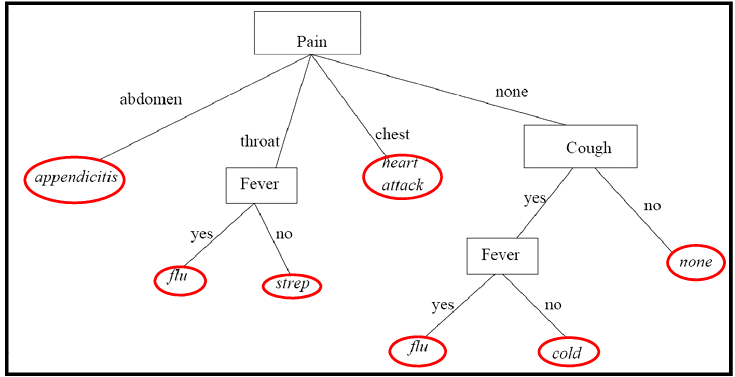 Pain
none
abdomen
throat
chest
Cough
appendicitis
Fever
heart
attack
yes
no
yes
no
Fever
none
flu
strep
yes
no
flu
cold